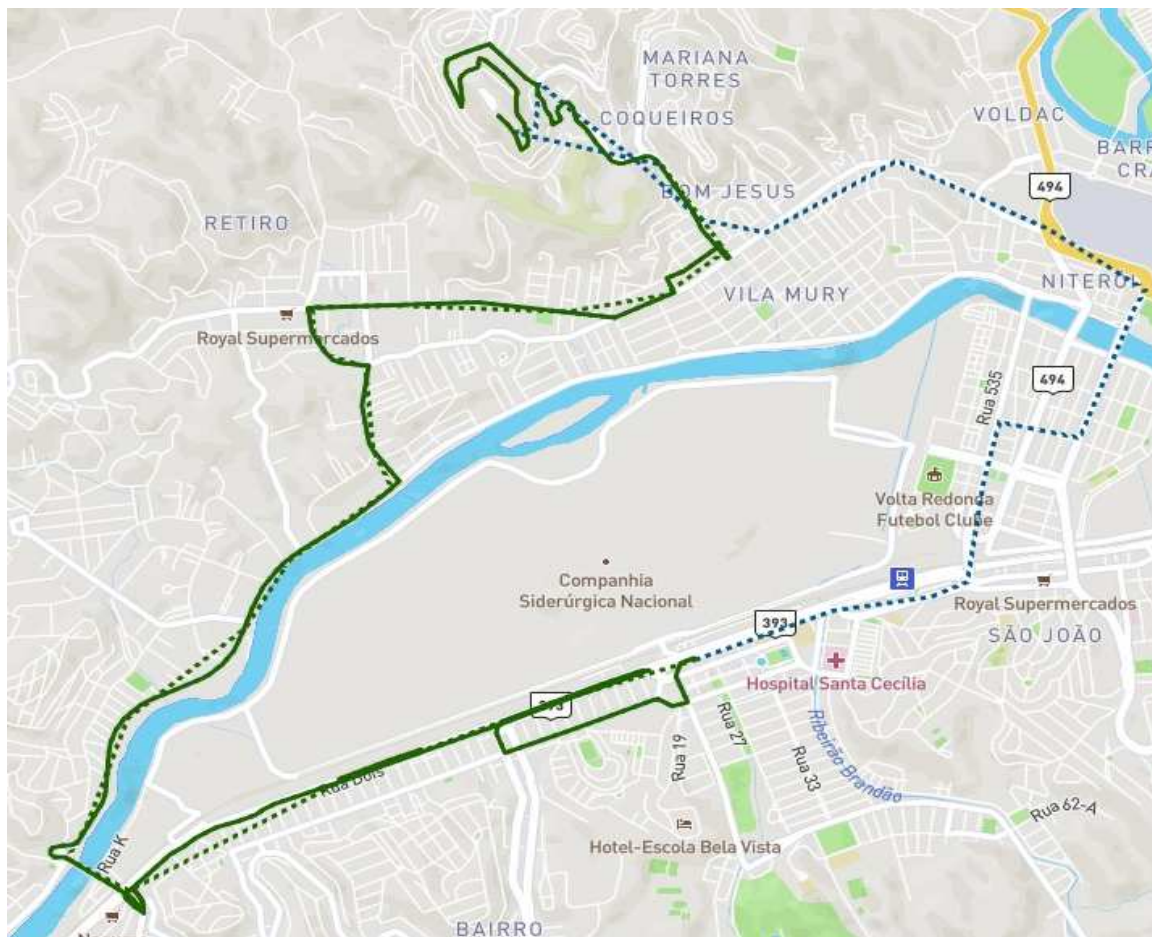 MARIANA
TORRES
COQUEIROS
VOLDAC
BARR
CRA
494
BOM JESUS
RETIRO
VILA MURY
NITERÓI
Royal Supermercados
494
Rua 535
Volta Redonda
Futebol Clube
Companhia
Siderúrgica Nacional
Royal Supermercados
393
SÃO JOÃO
Hospital Santa Cecília
393
Rua Dois
Rua 19
Rua 27
Rua 33
Ribeirão Brandão
Rua 62-A
Rua K
Hotel-Escola Bela Vista
BAIRRO